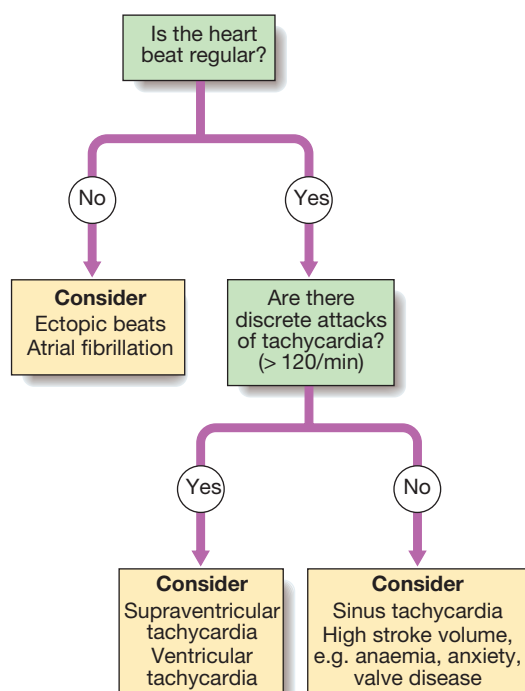 Is the heart
beat regular?
No
Yes
Consider
Ectopic beats
Atrial fibrillation
Are there
discrete attacks
of tachycardia?
(> 120/min)
Yes
No
Consider
Supraventricular
tachycardia
Ventricular
tachycardia
Consider
Sinus tachycardia
High stroke volume,
e.g. anaemia, anxiety,
valve disease